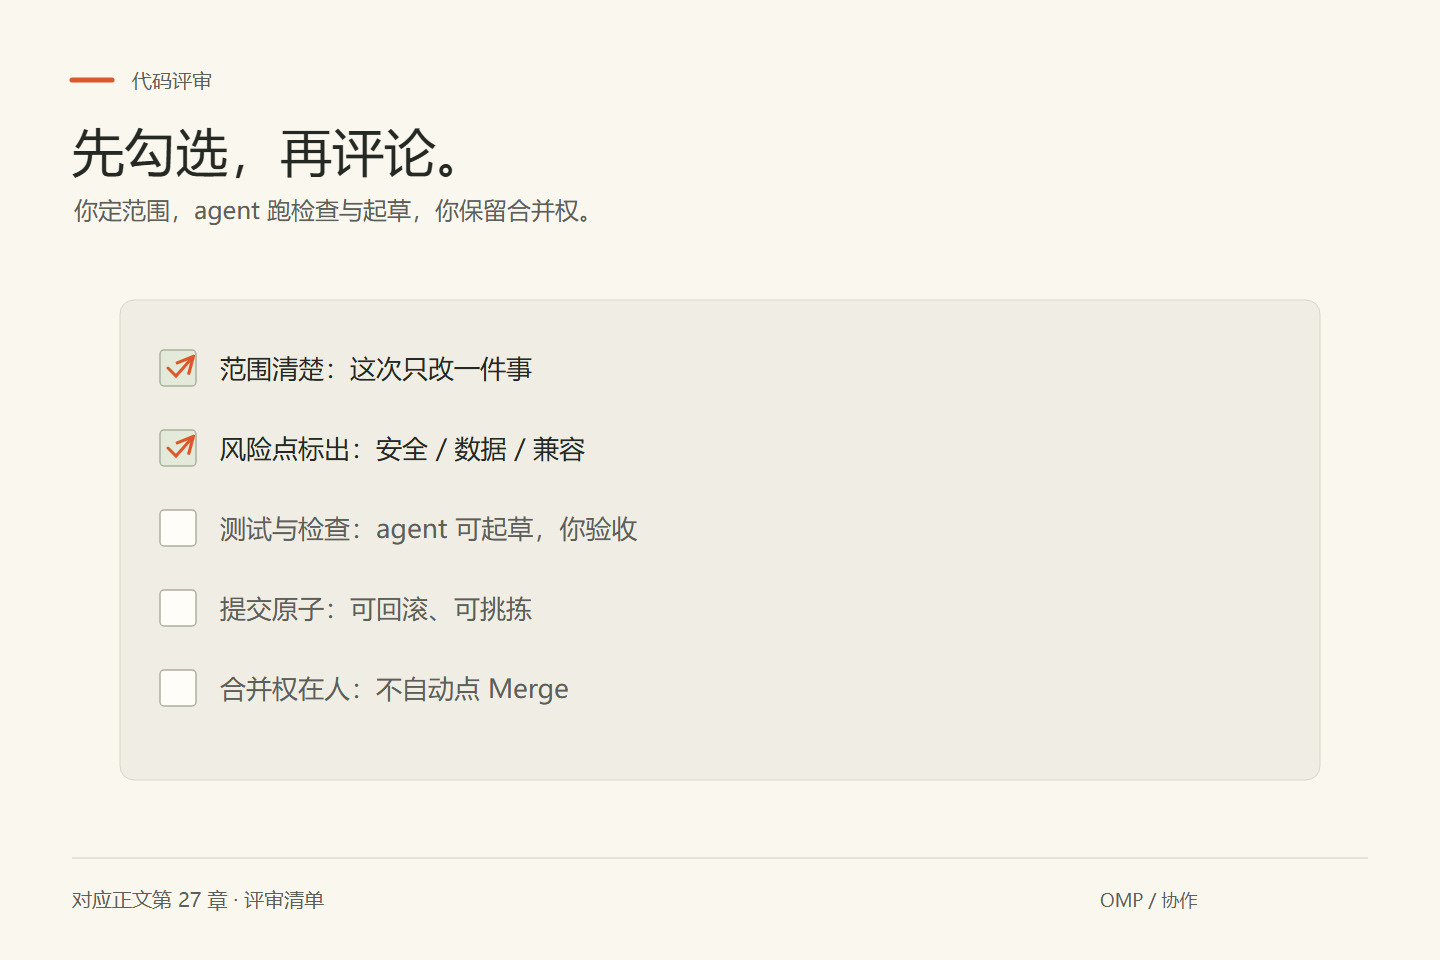 代码评审
先勾选，再评论。
你定范围，agent 跑检查与起草，你保留合并权。
范围清楚：这次只改一件事
风险点标出：安全 / 数据 / 兼容
测试与检查：agent 可起草，你验收
提交原子：可回滚、可挑拣
合并权在人：不自动点 Merge
对应正文第 27 章 · 评审清单
OMP / 协作